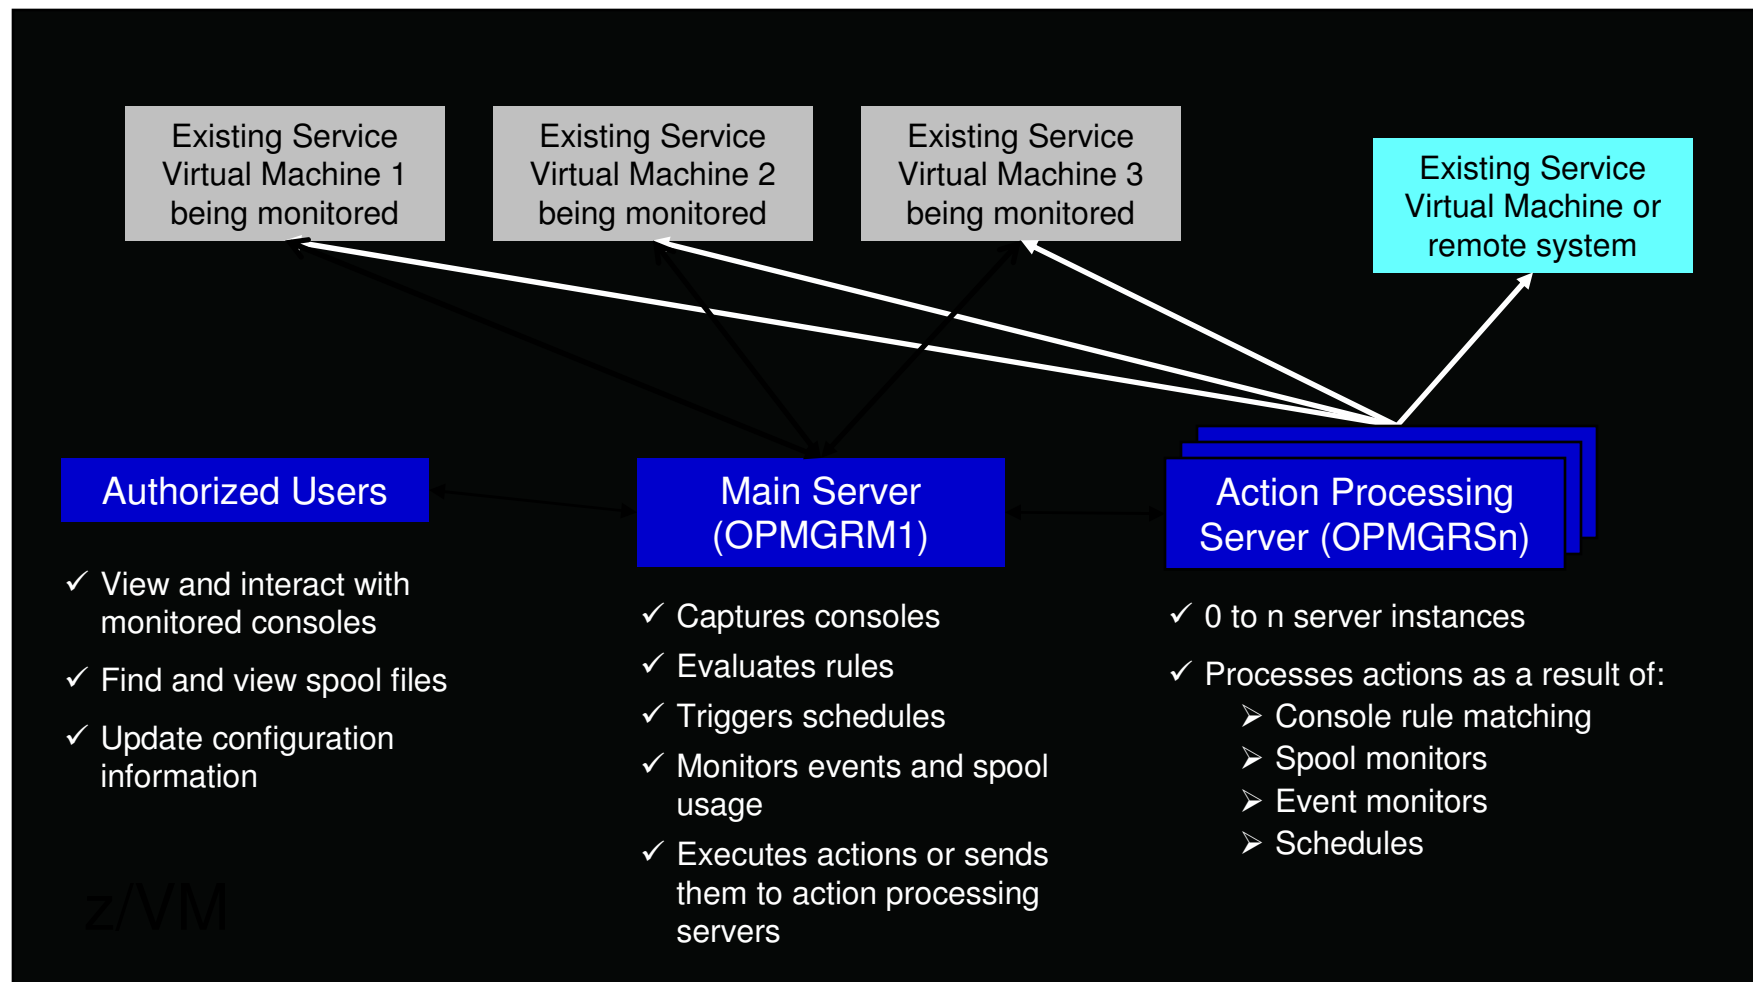 Existing Service
Virtual Machine 1
being monitored
Existing Service
Virtual Machine 2
being monitored
Existing Service
Virtual Machine 3
being monitored
Existing Service
Virtual Machine or
remote system
Authorized Users
✓ View and interact with
monitored consoles
✓ Find and view spool files
✓ Update configuration
information
Main Server
(OPMGRM1)
✓ Captures consoles
✓ Evaluates rules
✓ Triggers schedules
✓ Monitors events and spool
usage
✓ Executes actions or sends
them to action processing
servers
Action Processing
Server (OPMGRSn)
✓ 0 to n server instances
✓ Processes actions as a result of:
➢ Console rule matching
➢ Spool monitors
➢ Event monitors
➢ Schedules
z/VM